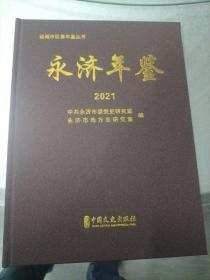 运城市区县年鉴丛书
永济年鉴
2021
中共永济市委党史研究室
永济市地方志研究室
编
中国文史出版社